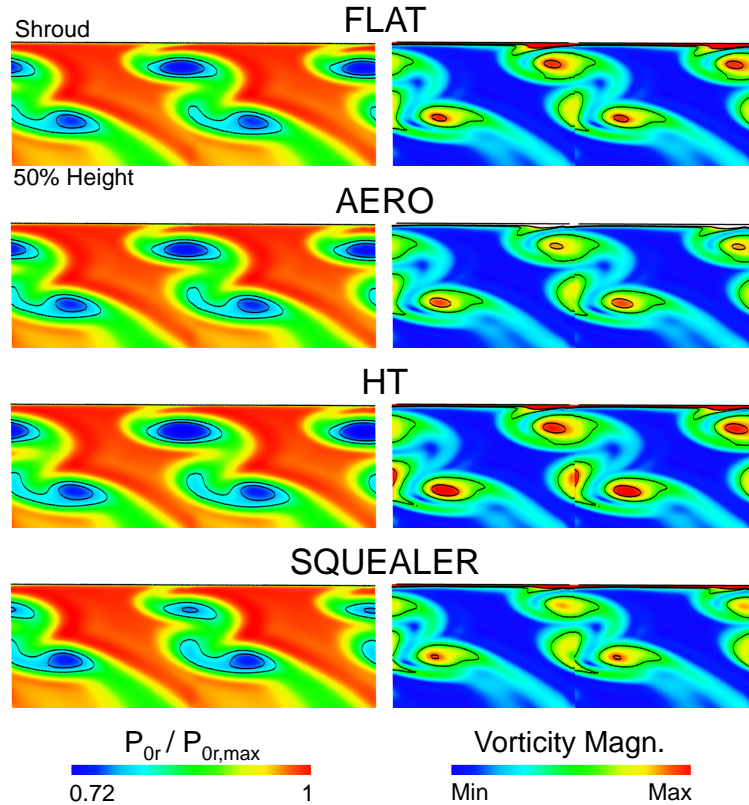 FLAT
Shroud
50% Height
AERO
HT
SQUEALER
P0r / P0r,max
0.72 1
Vorticity Magn.
Min Max